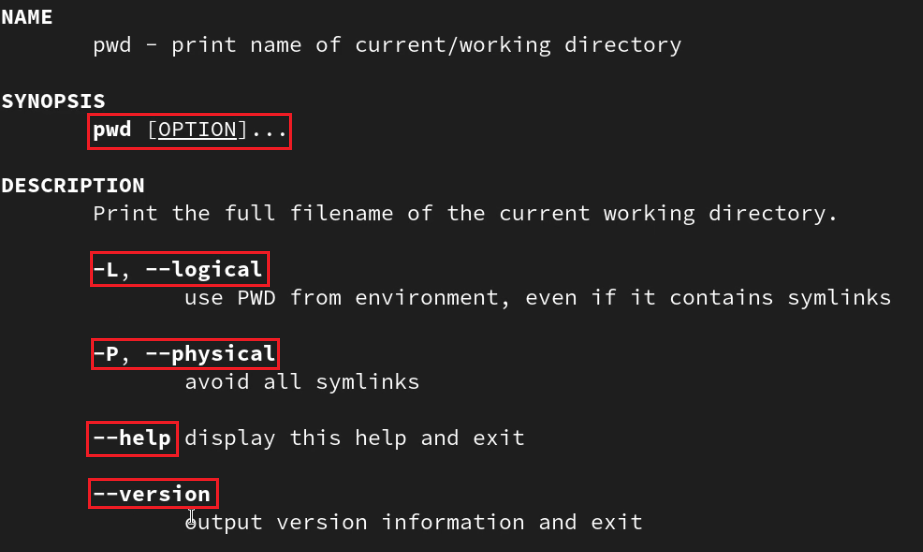 NAME
pwd - print name of current/working directory
SYNOPSIS
pwd [OPTION]...
DESCRIPTION
Print the full filename of the current working directory.
-L, --logical
use PWD from environment, even if it contains symlinks
-P, --physical
avoid all symlinks
--help display this help and exit
--version
output version information and exit